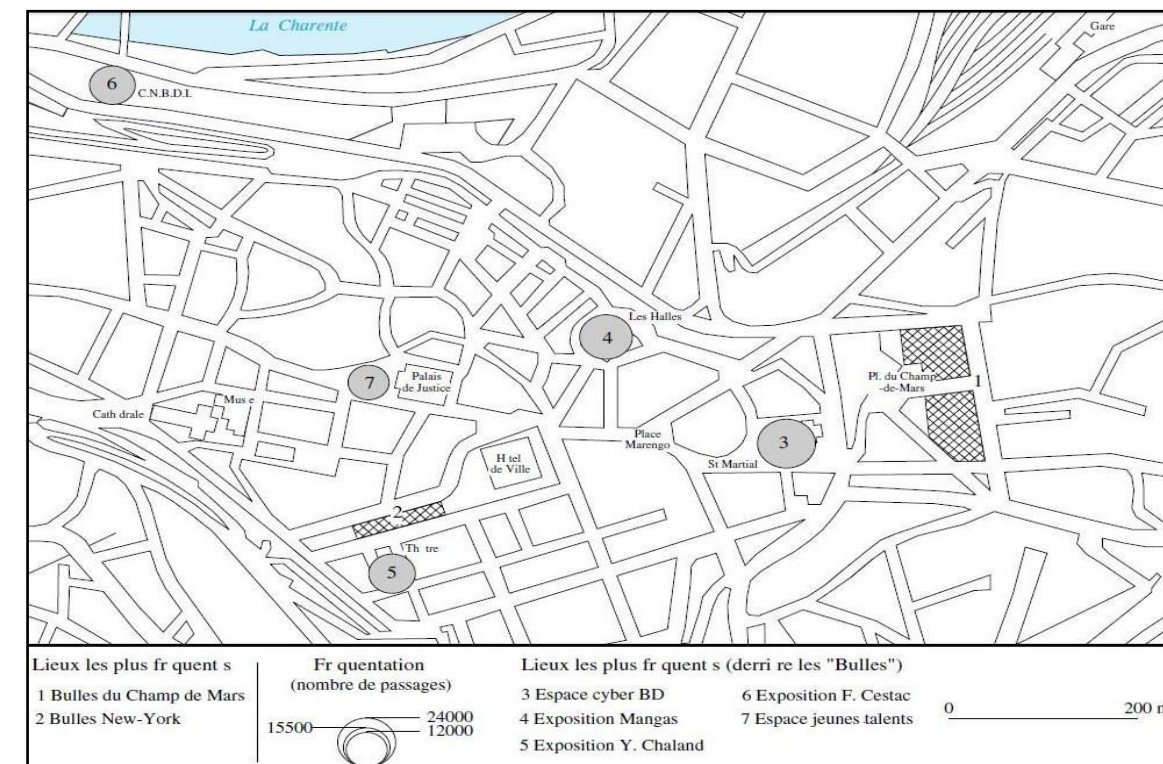 La Charente
Gare
6
C.N.B.D.I.
Les Halles
4
Palais
de Justice
7
Pl. du Champ
-de-Mars
1
Mus e
Cath drale
Place
Marengo
3
St Martial
H tel
de Ville
2
Th tre
5
Lieux les plus fr quent s
1 Bulles du Champ de Mars
2 Bulles New-York
Fr quentation
(nombre de passages)
15500
24000
12000
Lieux les plus fr quent s (derri re les "Bulles")
3 Espace cyber BD
4 Exposition Mangas
5 Exposition Y. Chaland
6 Exposition F. Cestac
7 Espace jeunes talents
0
200 m